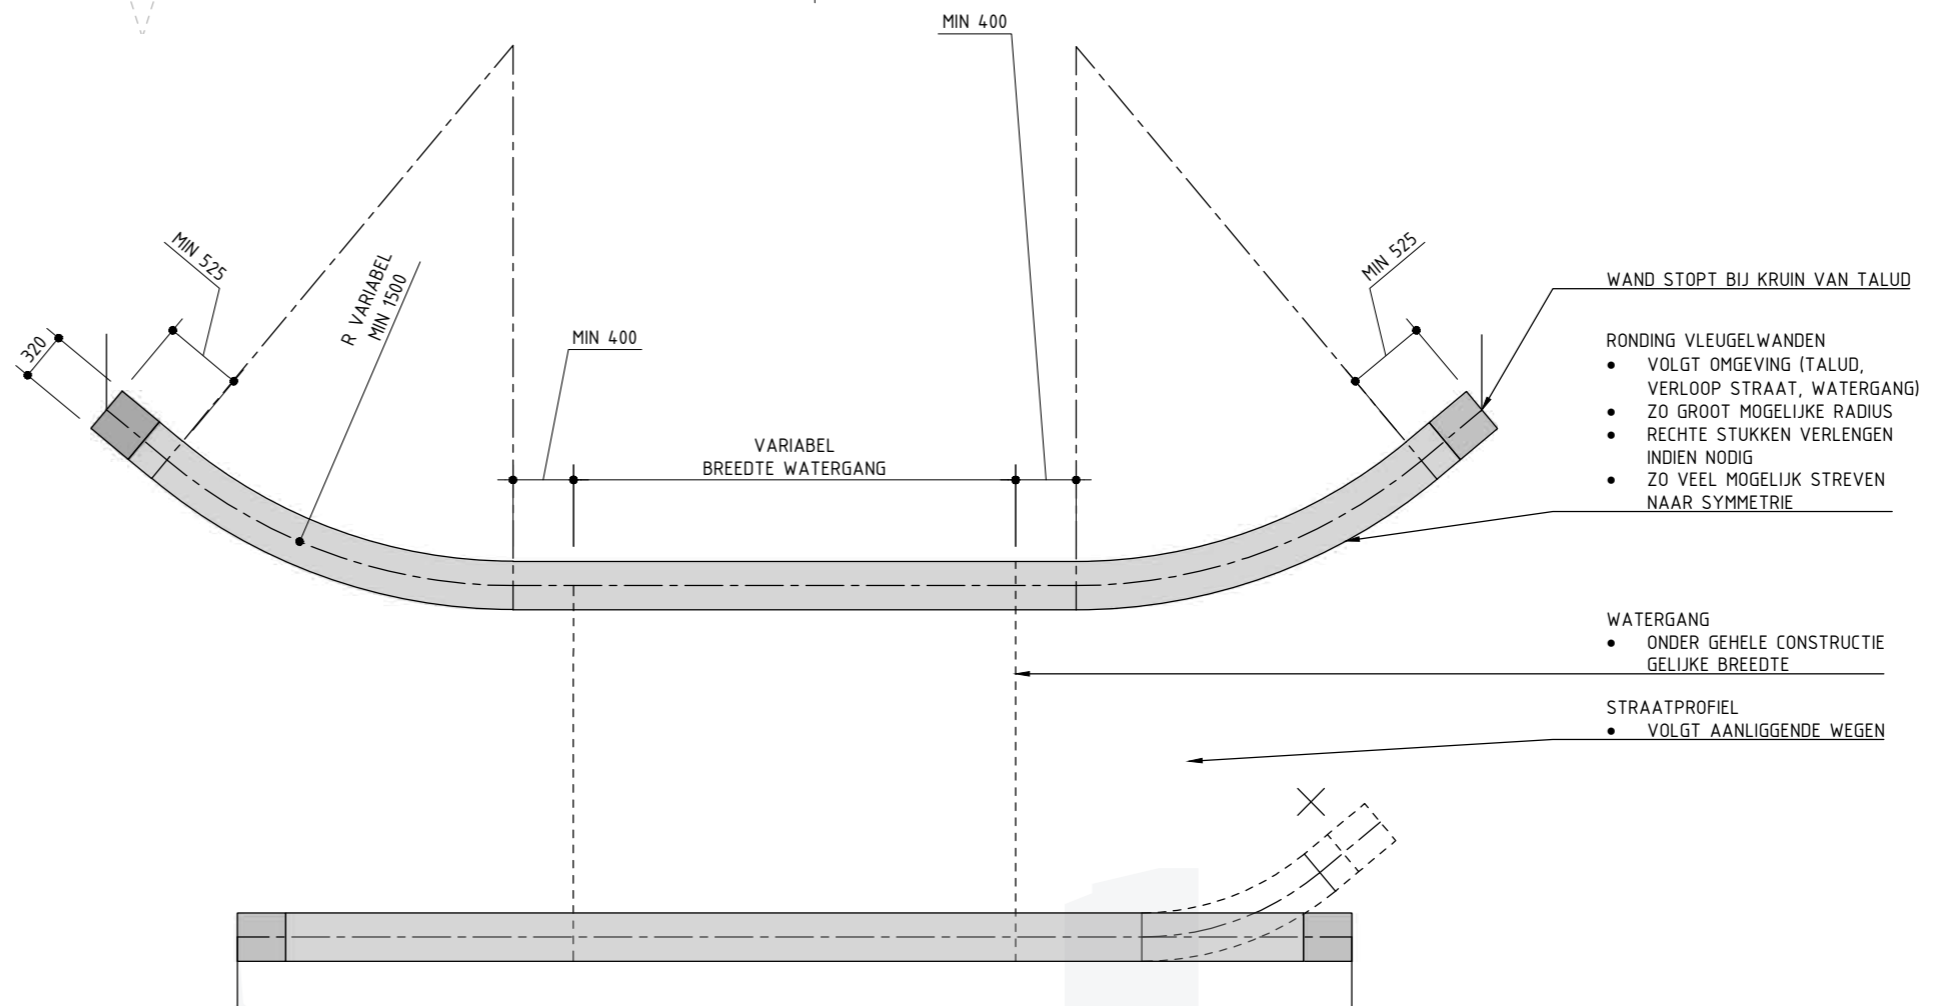 MIN 400
MIN 525
320
R VARIABEL
MIN 1500
MIN 400
VARIABEL
BREEDTE WATERGANG
MIN 525
WAND STOPT BIJ KRUIN VAN TALUD
RONDING VLEUGELWANDEN
• VOLGT OMGEVING (TALUD,
VERLOOP STRAAT, WATERGANG)
• ZO GROOT MOGELIJKE RADIUS
• RECHTE STUKKEN VERLENGEN
INDIEN NODIG
• ZO VEEL MOGELIJK STREVEN
NAAR SYMMETRIE
WATERGANG
• ONDER GEHELE CONSTRUCTIE
GELIJKE BREEDTE
STRAATPROFIEL
• VOLGT AANLIGGENDE WEGEN